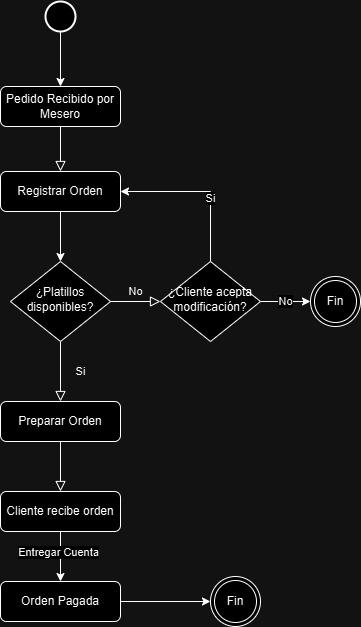 Pedido Recibido por
Mesero
Registrar Orden
Si
¿Platillos
disponibles?
No
¿Cliente acepta
modificación?
No
Fin
Si
Preparar Orden
Cliente recibe orden
Entregar Cuenta
Orden Pagada
Fin